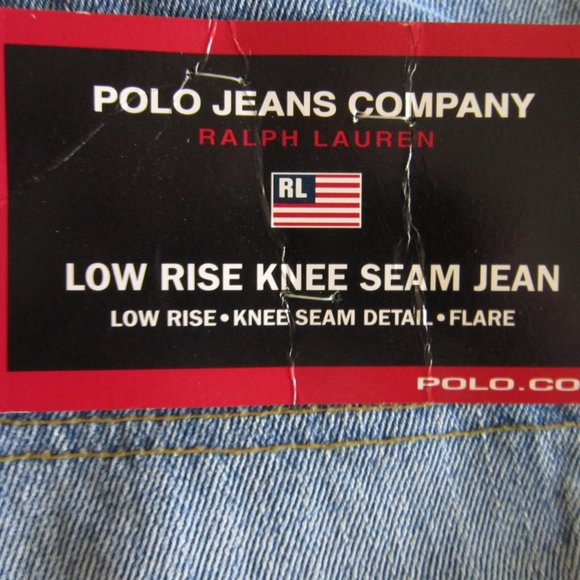 POLO JEANS COMPANY
RALPH LAUREN
RL
LOW RISE KNEE SEAM JEAN
LOW RISE • KNEE SEAM DETAIL • FLARE
POLO.CO